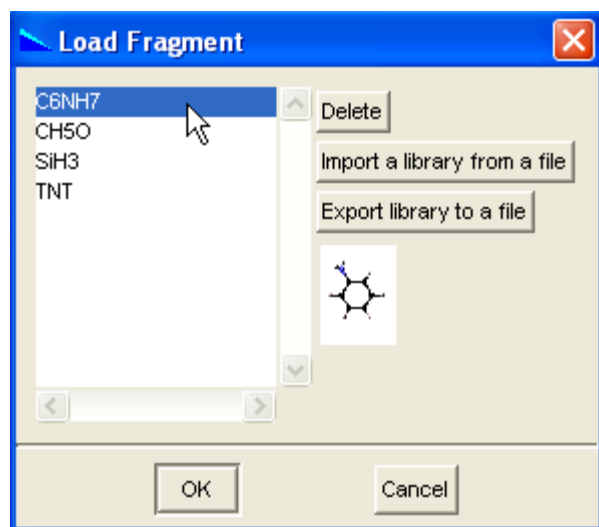 Load Fragment
C6NH7
CH5O
SiH3
TNT
Delete
Import a library from a file
Export library to a file
OK
Cancel